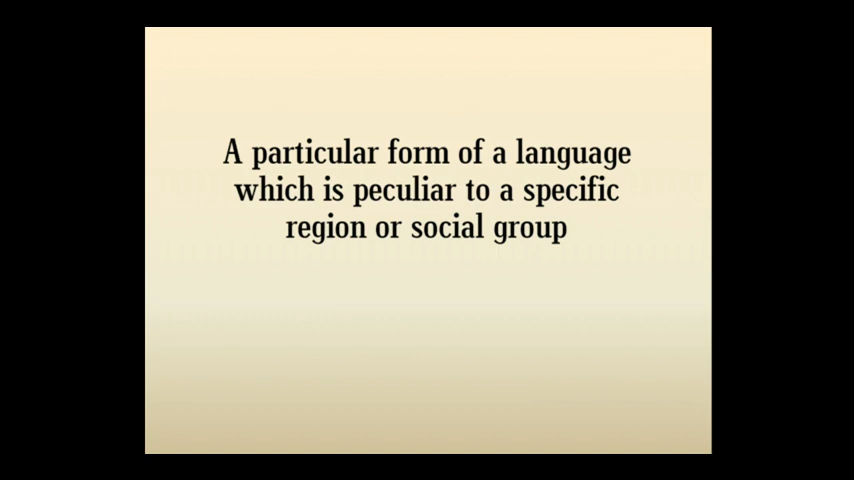 A particular form of a language
which is peculiar to a specific
region or social group